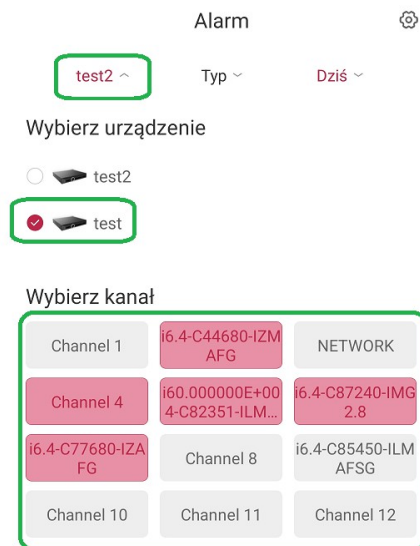 Alarm
test2 Typ Dziś
Wybierz urządzenie
test2
test
Wybierz kanał
Channel 1 i6.4-C44680-IZM NETWORK
AFG
Channel 4 i60.000000E+00 i6.4-C87240-IMG
4-C82351-ILM... 2.8
i6.4-C77680-IZA Channel 8 i6.4-C85450-ILM
FG AFSG
Channel 10 Channel 11 Channel 12